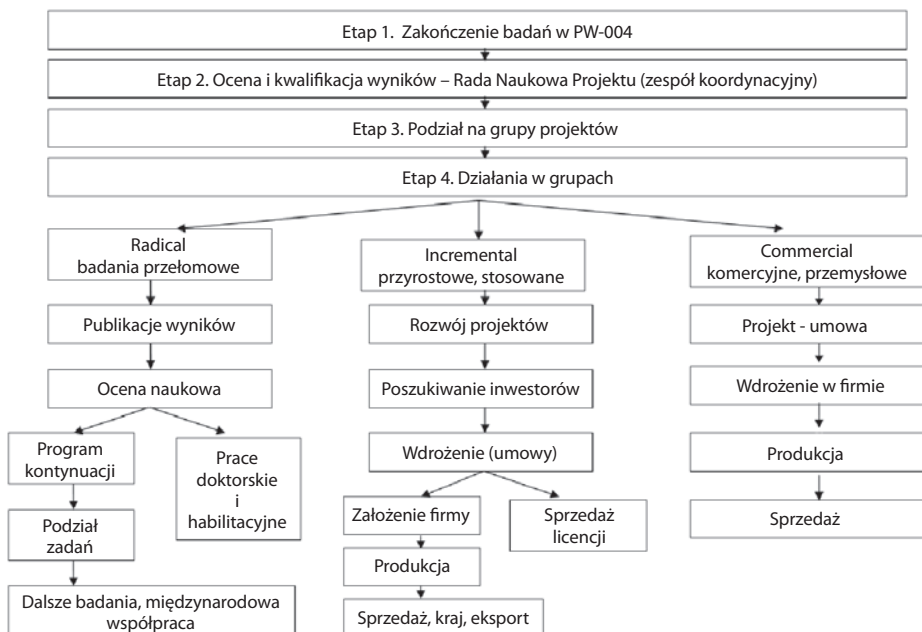 Etap 1. Zakończenie badań w PW-004
Etap 2. Ocena i kwalifikacja wyników – Rada Naukowa Projektu (zespół koordynacyjny)
Etap 3. Podział na grupy projektów
Etap 4. Działania w grupach
Radical
badania przełomowe
Publikacje wyników
Ocena naukowa
Program
kontynuacji
Podział
zadań
Dalsze badania, międzynarodowa
współpraca
Prace
doktorskie
i
habilitacyjne
Incremental
przyrostowe, stosowane
Rozwój projektów
Poszukiwanie inwestorów
Wdrożenie (umowy)
Założenie firmy
Produkcja
Sprzedaż, kraj, eksport
Sprzedaż
licencji
Commercial
komercyjne, przemysłowe
Projekt - umowa
Wdrożenie w firmie
Produkcja
Sprzedaż